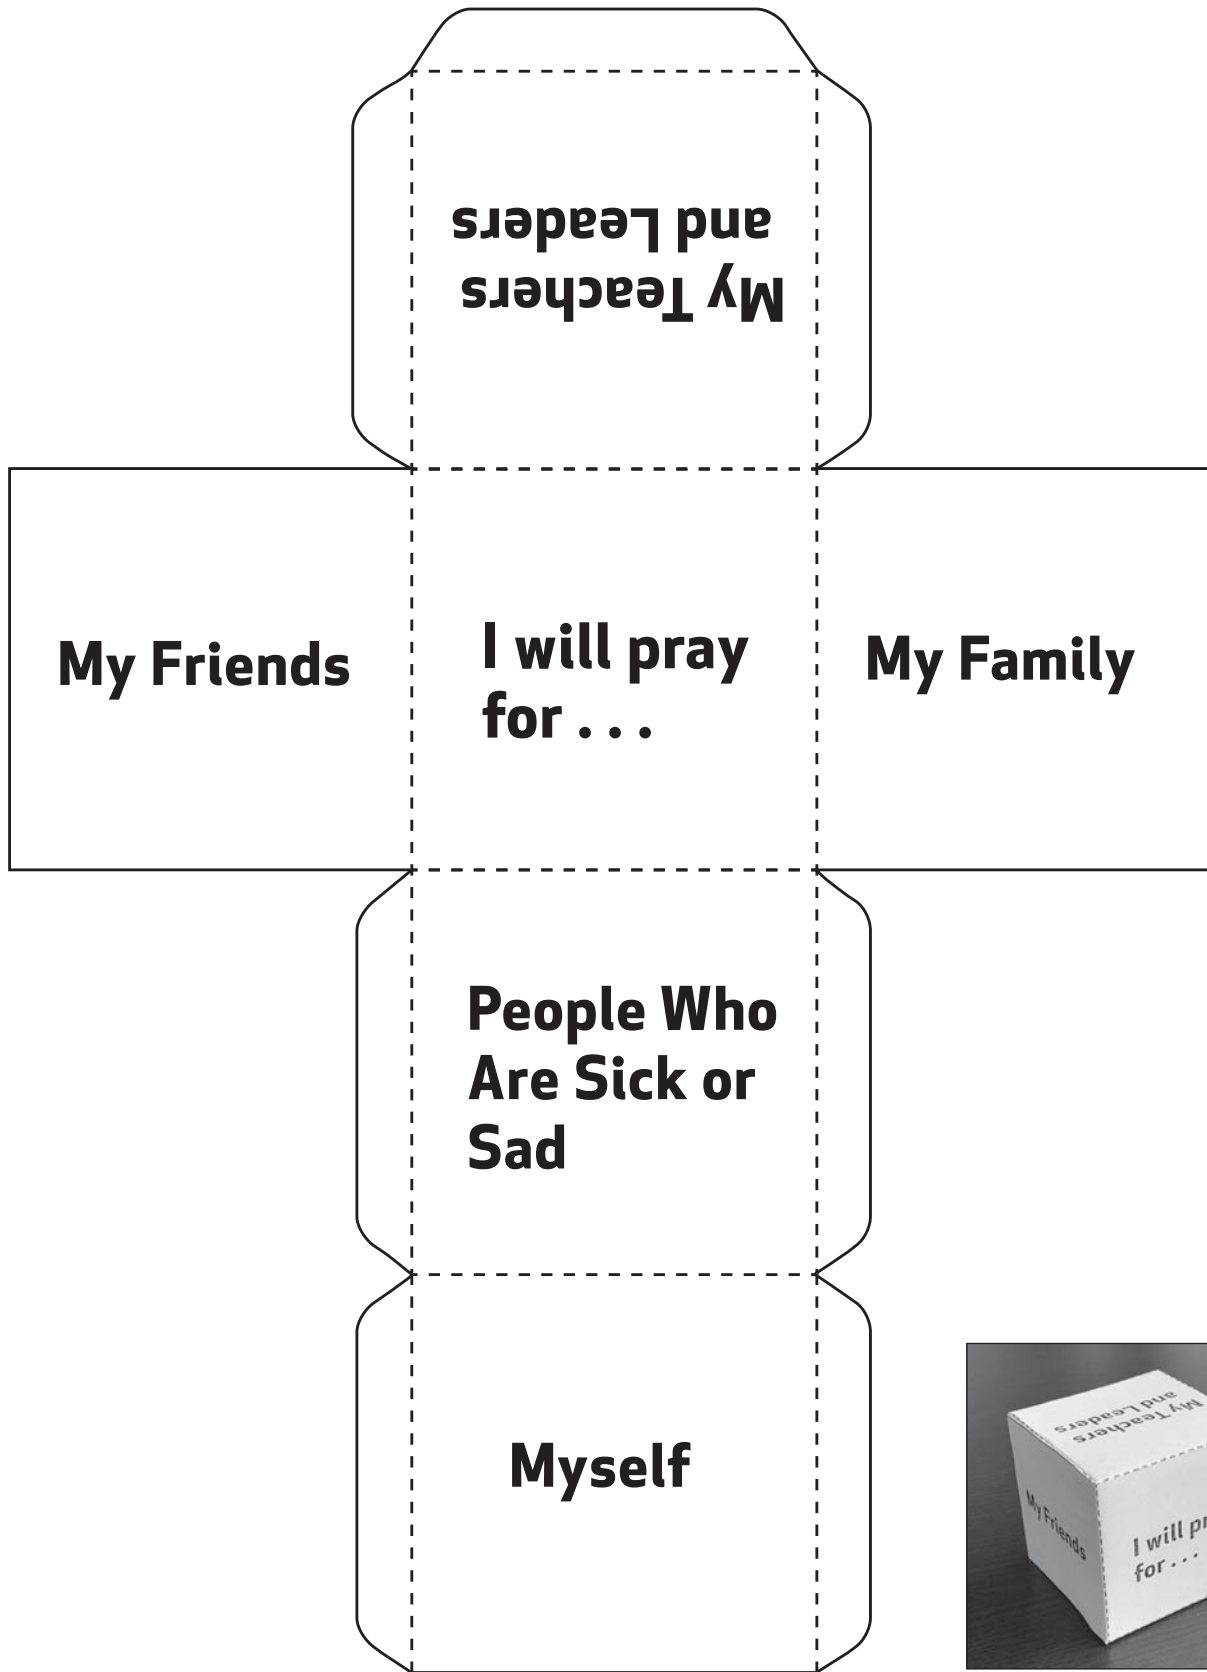 My Teachers
and Leaders
My Friends
I will pray
for . . .
My Family
People Who
Are Sick or
Sad
Myself
My Teachers
and Leaders
My Friends
I will pr
for . . .